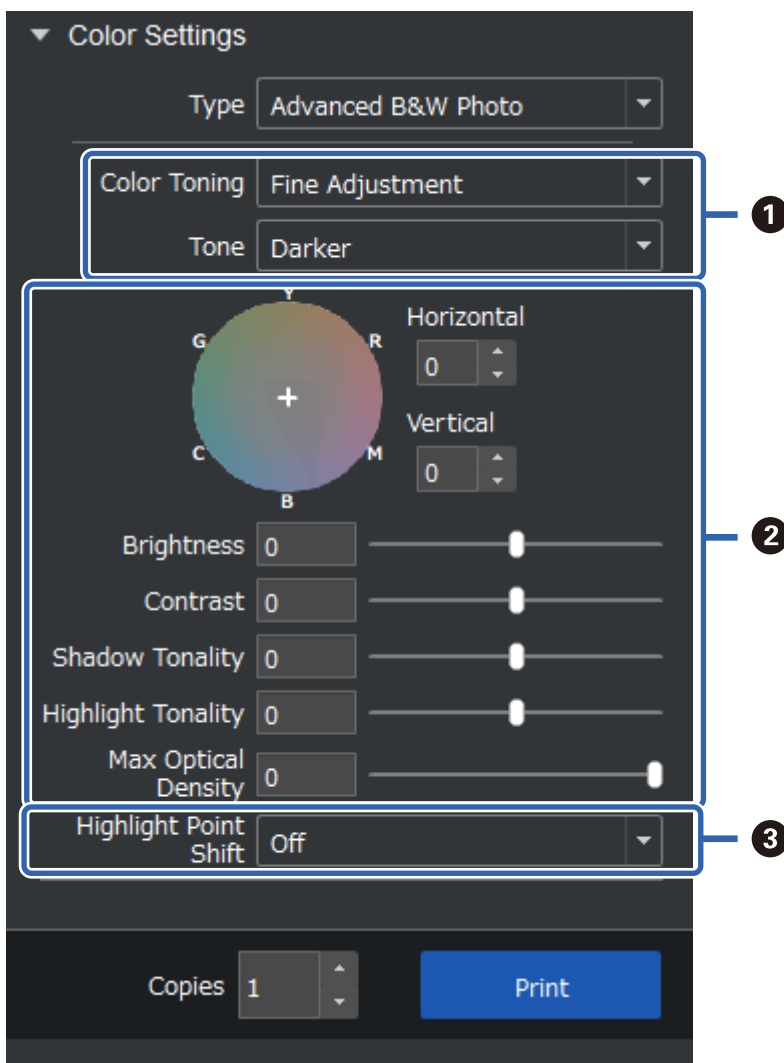 Color Settings
Type Advanced B&W Photo
Color Toning Fine Adjustment
1
Tone Darker
Y
Horizontal
G R
0
Vertical
C M
0
B
2
Brightness 0
Contrast 0
Shadow Tonality 0
Highlight Tonality 0
Max Optical
Density 0
Highlight Point
Shift Off
3
Copies 1 Print